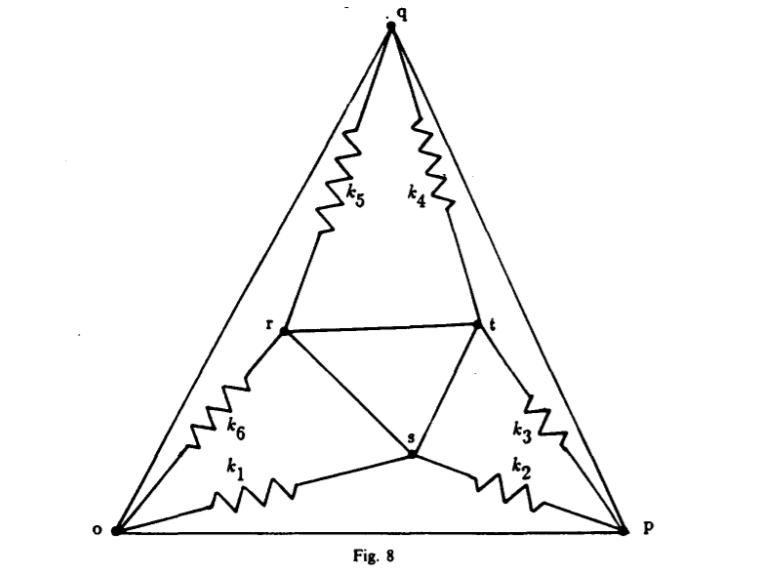 q
k₅ k₄
r t
k₆ k₃
s
k₁ k₂
o p
Fig. 8